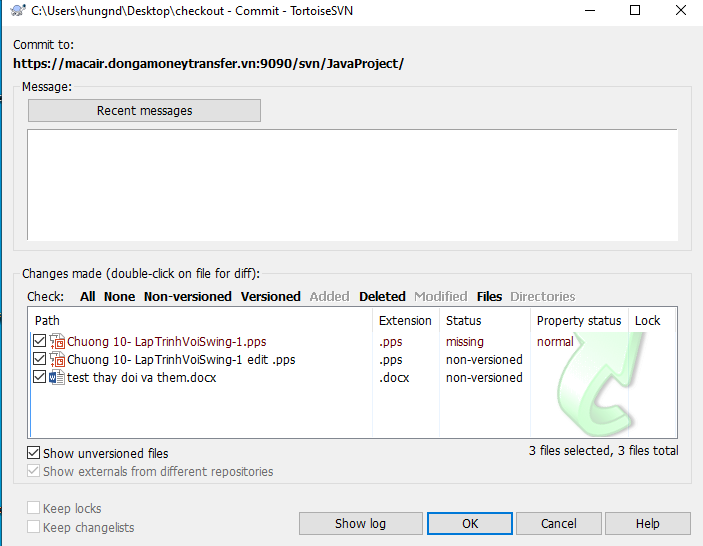 C:\Users\hungnd\Desktop\checkout - Commit - TortoiseSVN
Commit to:
https://macair.dongamoneytransfer.vn:9090/svn/JavaProject/
Message:
Recent messages
Changes made (double-click on file for diff):
Check: All None Non-versioned Versioned Added Deleted Modified Files Directories
Path Extension Status Property status Lock
Chuong 10- LapTrinhVoiSwing-1.pps .pps missing normal
Chuong 10- LapTrinhVoiSwing-1 edit .pps .pps non-versioned
test thay doi va them.docx .docx non-versioned
Show unversioned files 3 files selected, 3 files total
Show externals from different repositories
Keep locks
Keep changelists
Show log OK Cancel Help